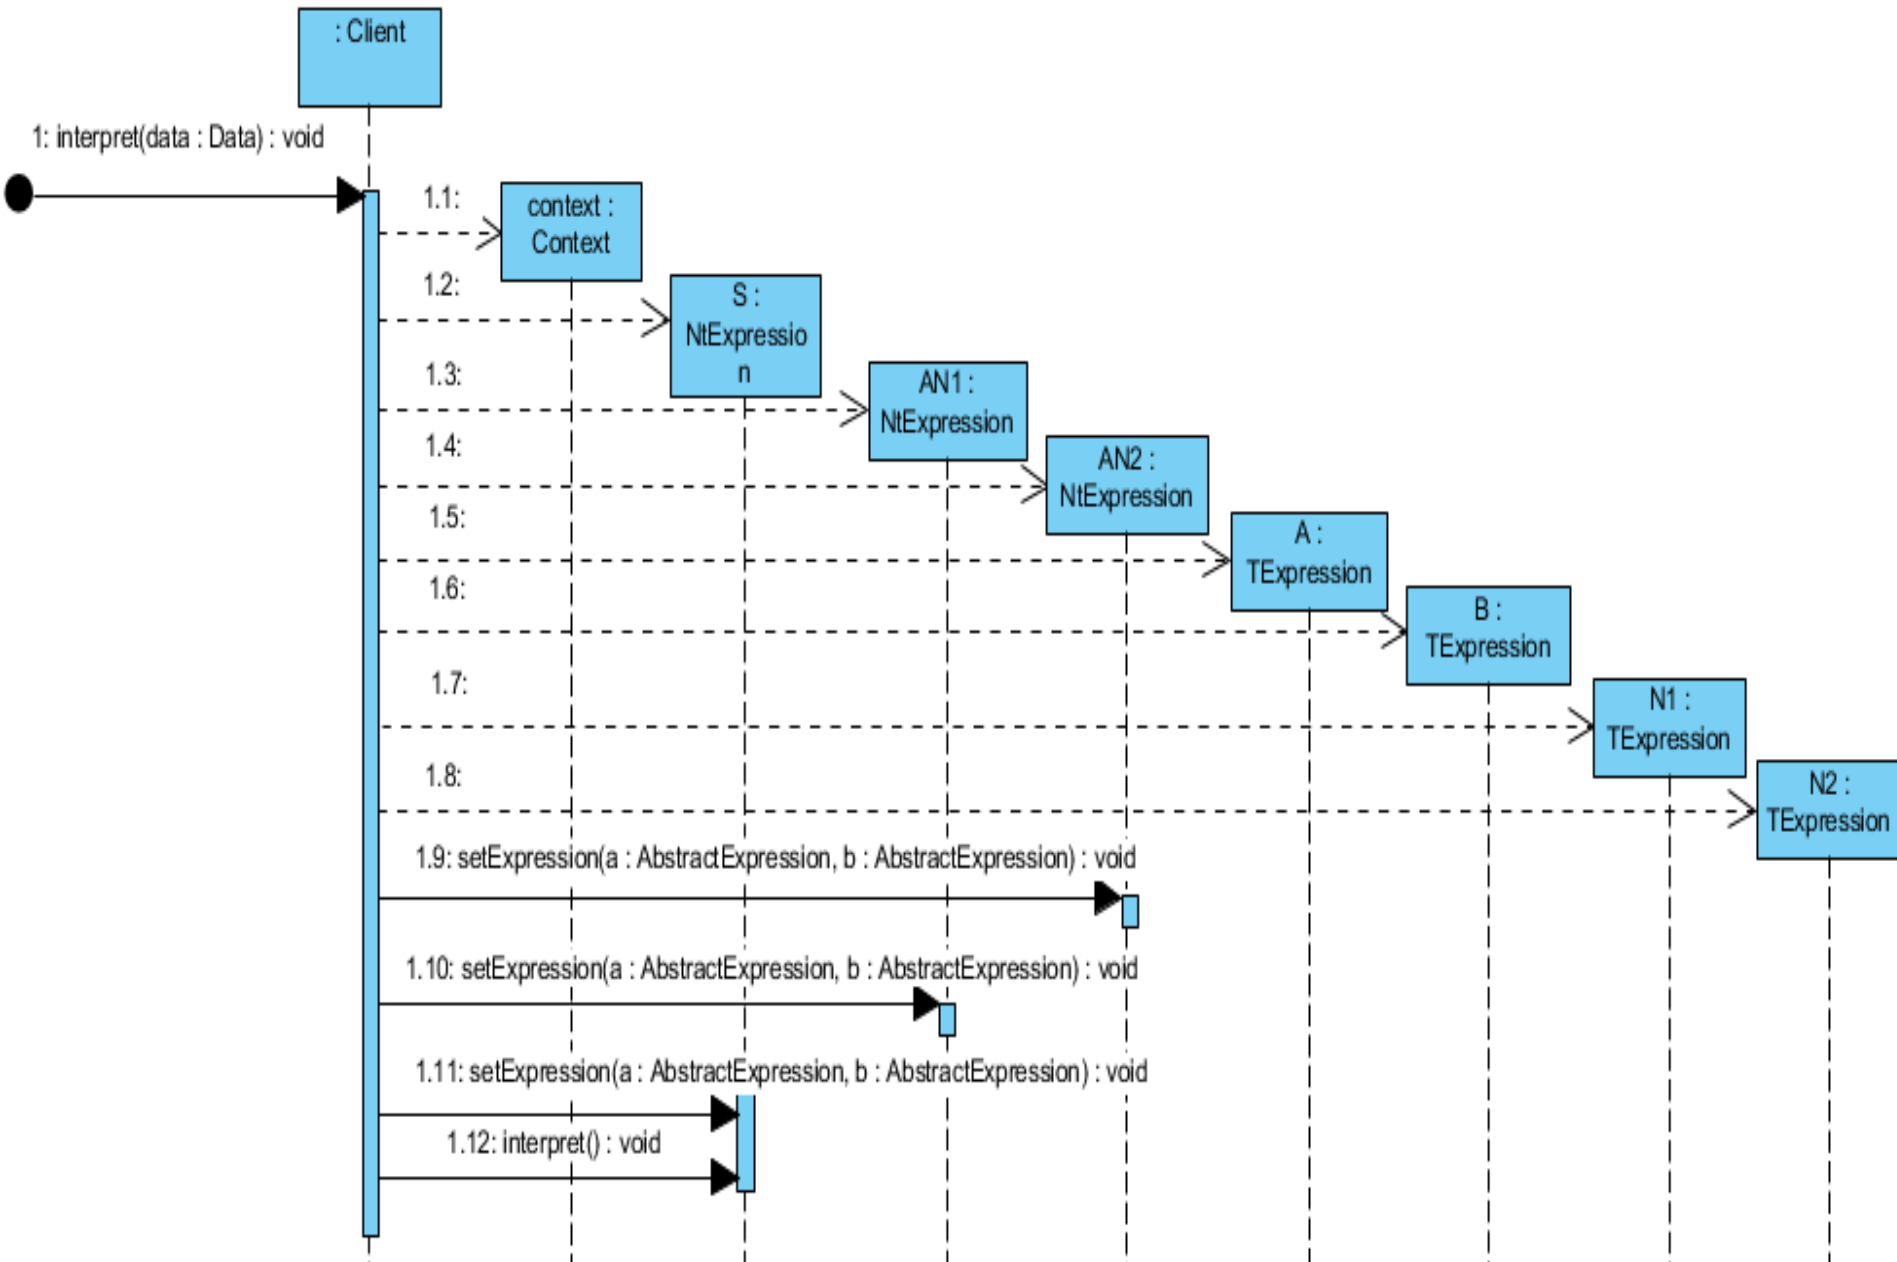 : Client
1: interpret(data : Data) : void
1.1:
context :
Context
1.2:
S :
NtExpressio
n
1.3:
AN1 :
NtExpression
1.4:
AN2 :
NtExpression
1.5:
A :
TExpression
1.6:
B :
TExpression
1.7:
N1 :
TExpression
1.8:
N2 :
TExpression
1.9: setExpression(a : AbstractExpression, b : AbstractExpression) : void
1.10: setExpression(a : AbstractExpression, b : AbstractExpression) : void
1.11: setExpression(a : AbstractExpression, b : AbstractExpression) : void
1.12: interpret() : void